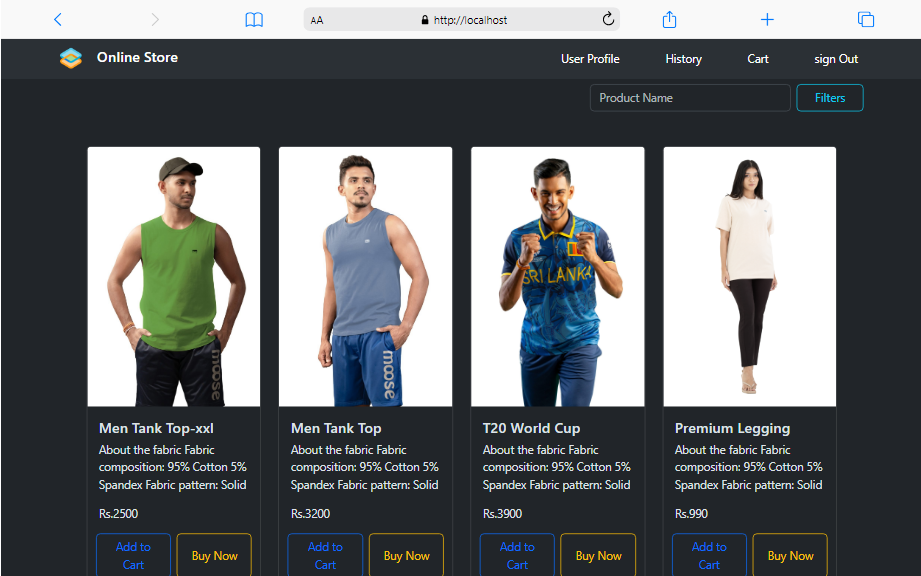 AA http://localhost
Online Store User Profile History Cart sign Out
Product Name Filters
SRI LANKA
moose moose
Men Tank Top-xxl
About the fabric Fabric
composition: 95% Cotton 5%
Spandex Fabric pattern: Solid
Rs.2500
Add to
Cart
Buy Now
Men Tank Top
About the fabric Fabric
composition: 95% Cotton 5%
Spandex Fabric pattern: Solid
Rs.3200
Add to
Cart
Buy Now
T20 World Cup
About the fabric Fabric
composition: 95% Cotton 5%
Spandex Fabric pattern: Solid
Rs.3900
Add to
Cart
Buy Now
Premium Legging
About the fabric Fabric
composition: 95% Cotton 5%
Spandex Fabric pattern: Solid
Rs.990
Add to
Cart
Buy Now